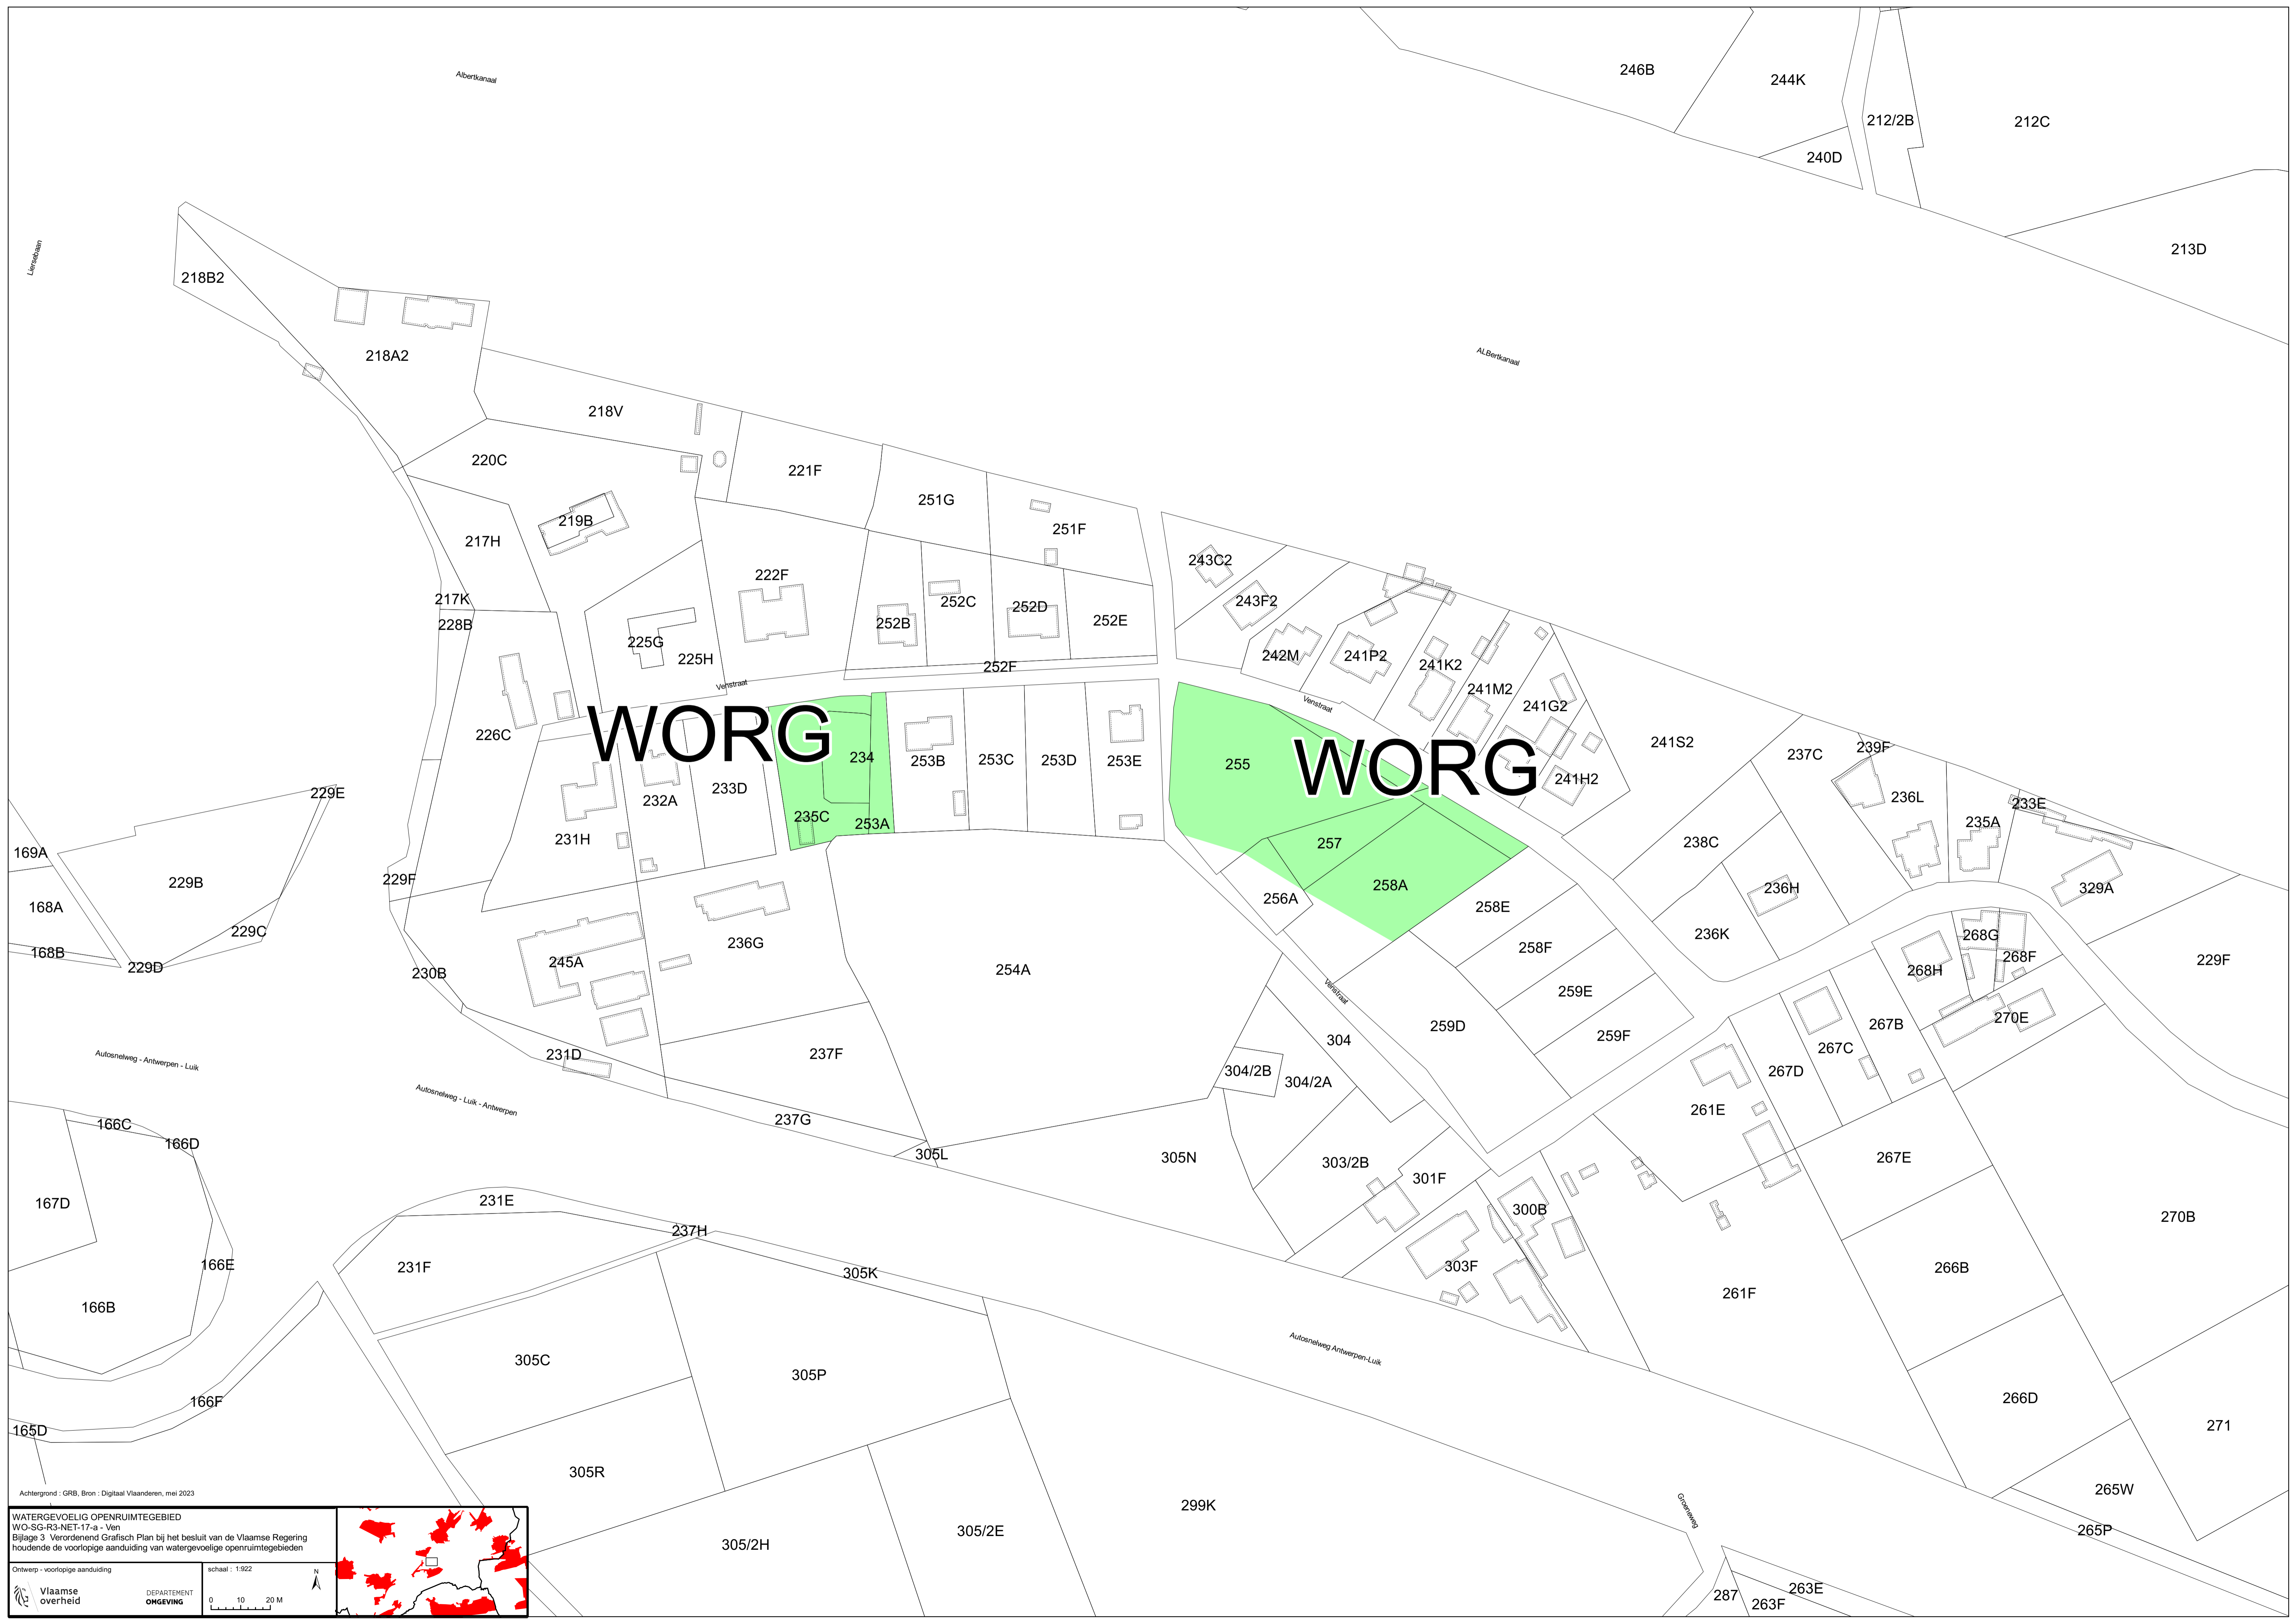 Albertkanaal
246B
244K
212/2B
212C
240D
Liersebaan
213D
218B2
218A2
ALBertkanaal
218V
220C
221F
251G
219B
251F
217H
243C2
222F
217K
252C
243F2
252D
228B
252B
252E
225G
225H
242M
241P2
252F
241K2
Venstraat
241M2
Venstraat
241G2
WORG
226C
241S2
239F
237C
WORG
234
253B
253C
253D
253E
255
241H2
233D
229E
232A
236L
233E
235C
253A
235A
231H
257
238C
169A
229B
229F
258A
236H
329A
168A
256A
258E
229C
236K
268G
236G
258F
168B
268F
229F
245A
229D
254A
268H
230B
Venstraat
259E
270E
259D
267B
259F
304
267C
231D
237F
Autosnelweg - Antwerpen - Luik
304/2B
267D
304/2A
Autosnelweg - Luik - Antwerpen
261E
237G
166C
166D
305L
305N
267E
303/2B
301F
231E
167D
300B
270B
237H
166E
231F
303F
305K
266B
261F
166B
Autosnelweg Antwerpen-Luik
305C
305P
266D
166F
271
165D
305R
265W
Achtergrond : GRB, Bron : Digitaal Vlaanderen, mei 2023
299K
Groeneweg
265P
305/2H
305/2E
263E
287
263F
WATERGEVOELIG OPENRUIMTEGEBIED
WO-SG-R3-NET-17-a - Ven
Bijlage 3 Verordenend Grafisch Plan bij het besluit van de Vlaamse Regering
houdende de voorlopige aanduiding van watergevoelige openruimtegebieden
Ontwerp - voorlopige aanduiding
schaal : 1:922
N
Vlaamse
overheid
DEPARTEMENT
OMGEVING
0 10 20 M